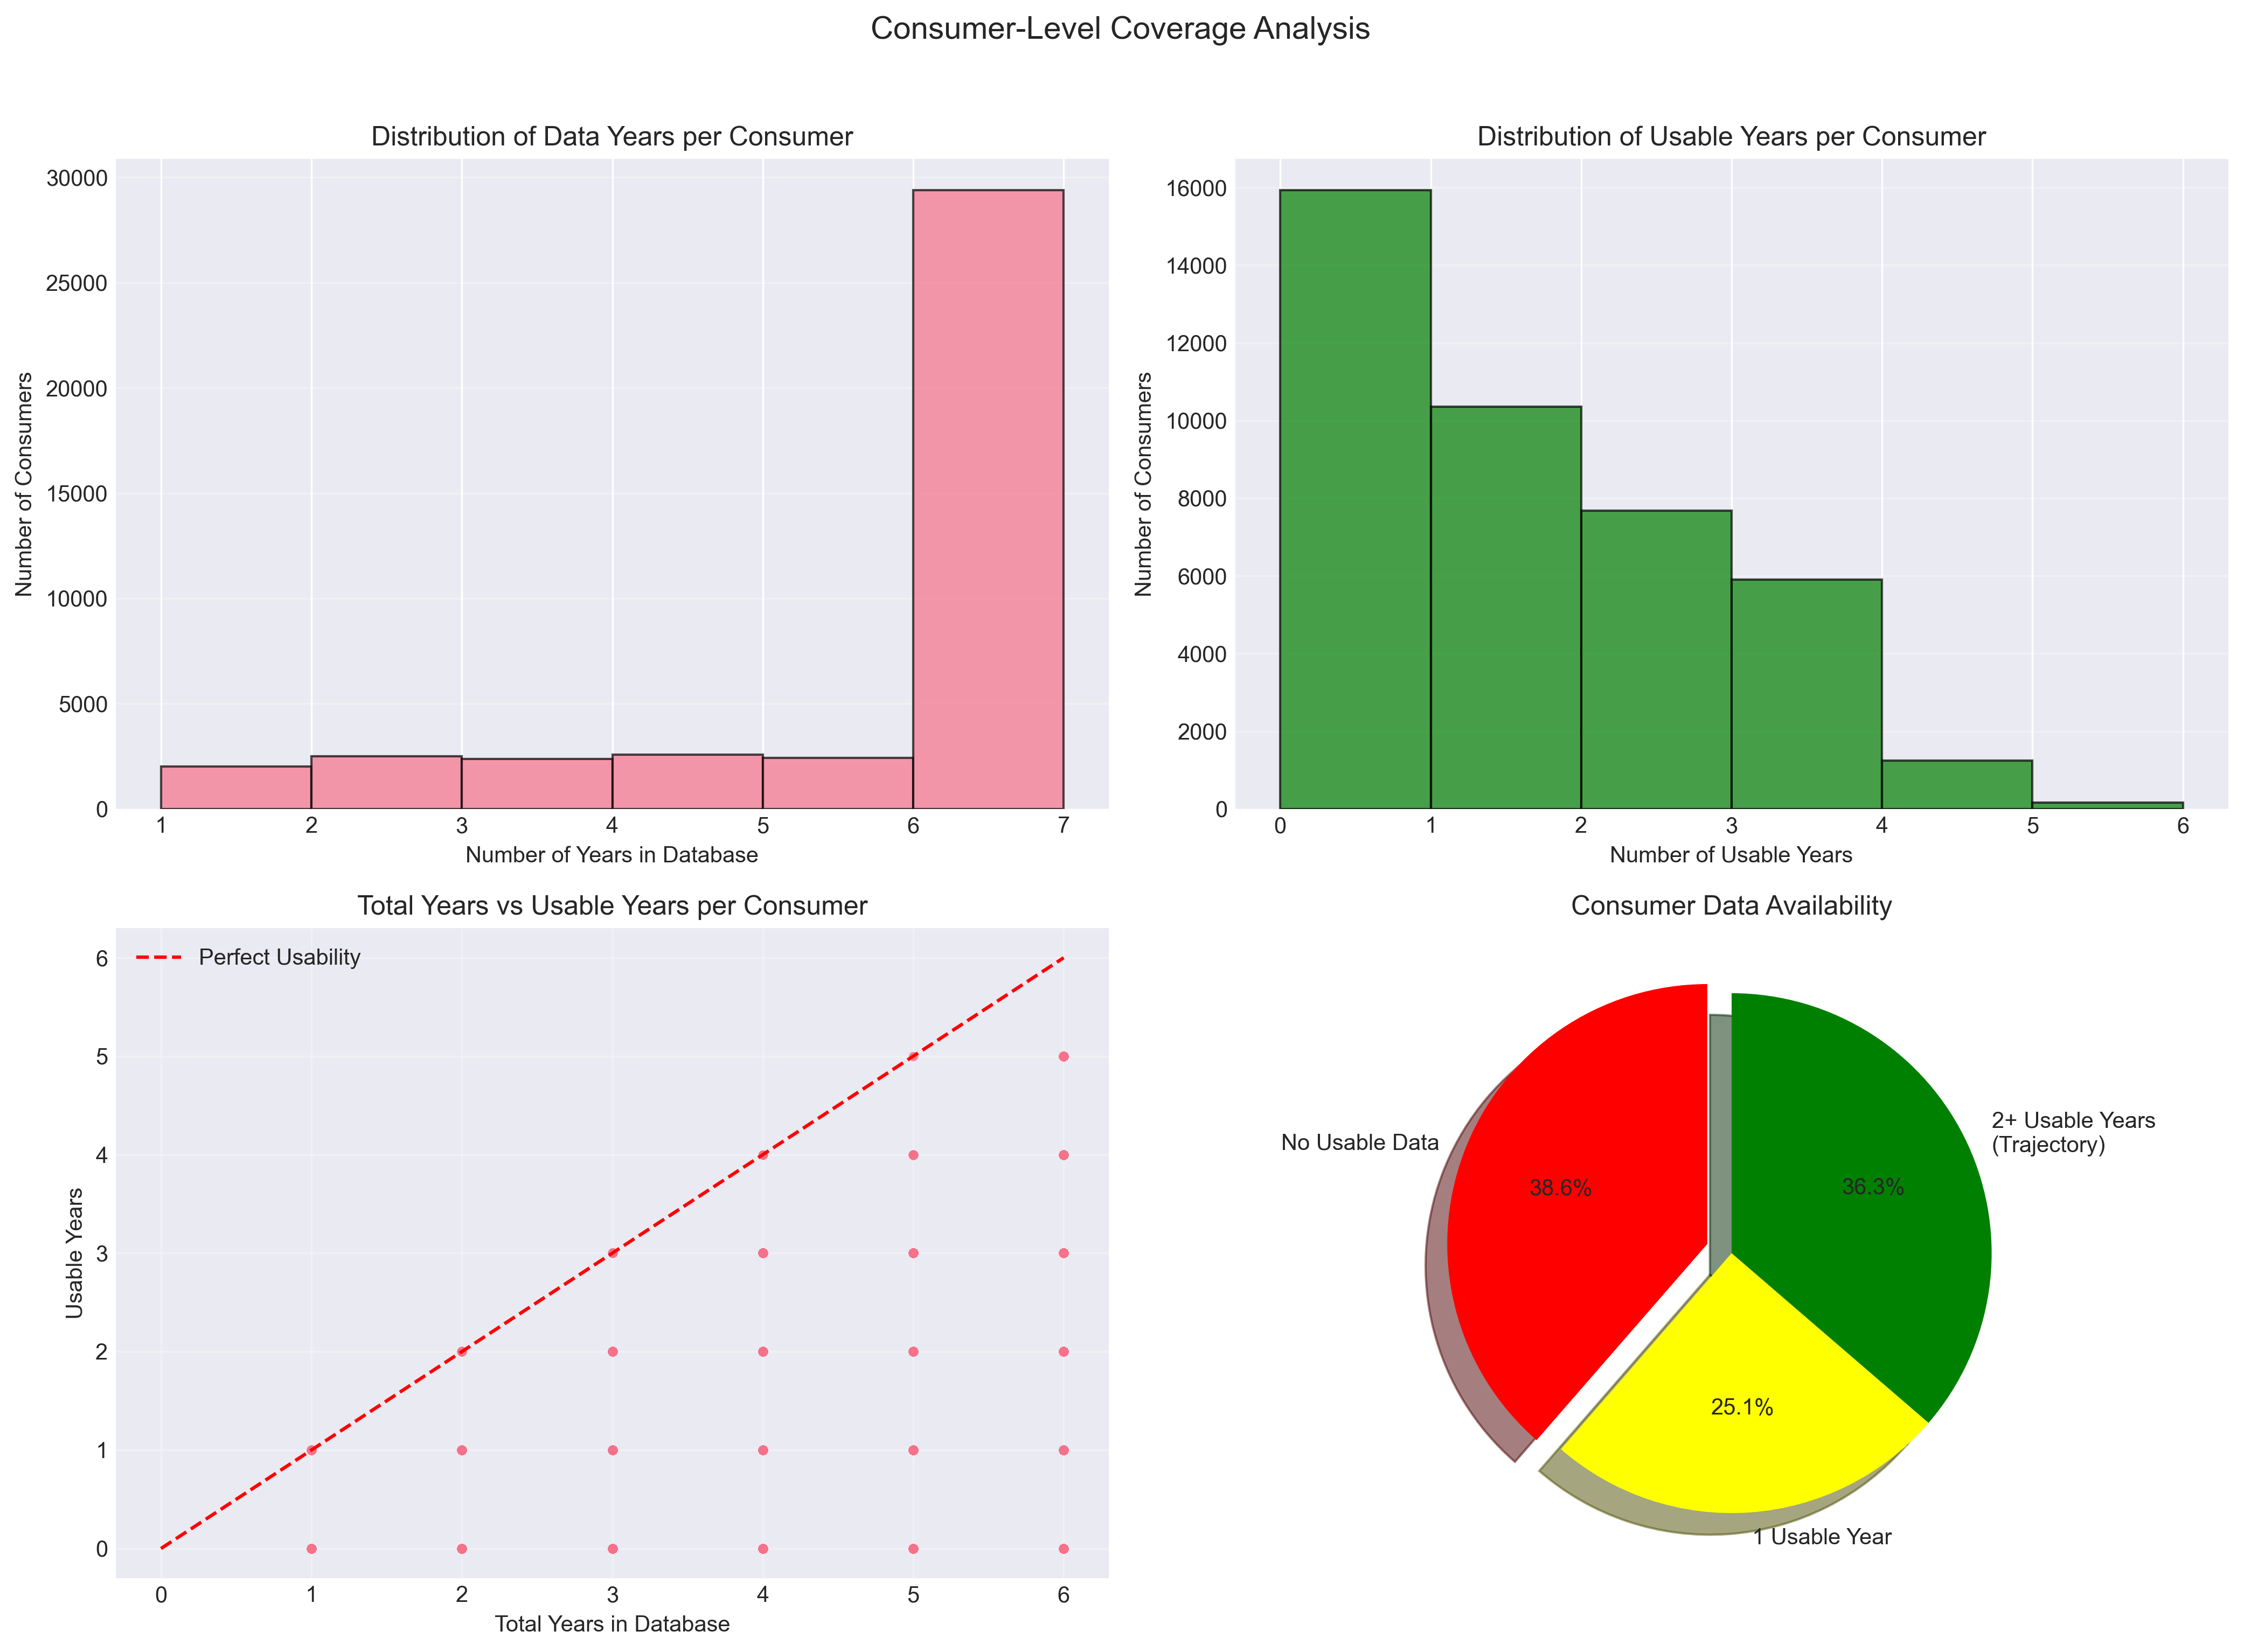 Consumer-Level Coverage Analysis
Distribution of Data Years per Consumer
30000
25000
20000
15000
10000
5000
0
Number of Consumers
1 2 3 4 5 6 7
Number of Years in Database
Distribution of Usable Years per Consumer
16000
14000
12000
10000
8000
6000
4000
2000
0
Number of Consumers
0 1 2 3 4 5 6
Number of Usable Years
Total Years vs Usable Years per Consumer
Perfect Usability
6
5
4
3
2
1
0
Usable Years
0 1 2 3 4 5 6
Total Years in Database
Consumer Data Availability
2+ Usable Years
(Trajectory)
No Usable Data
38.6%
36.3%
25.1%
1 Usable Year